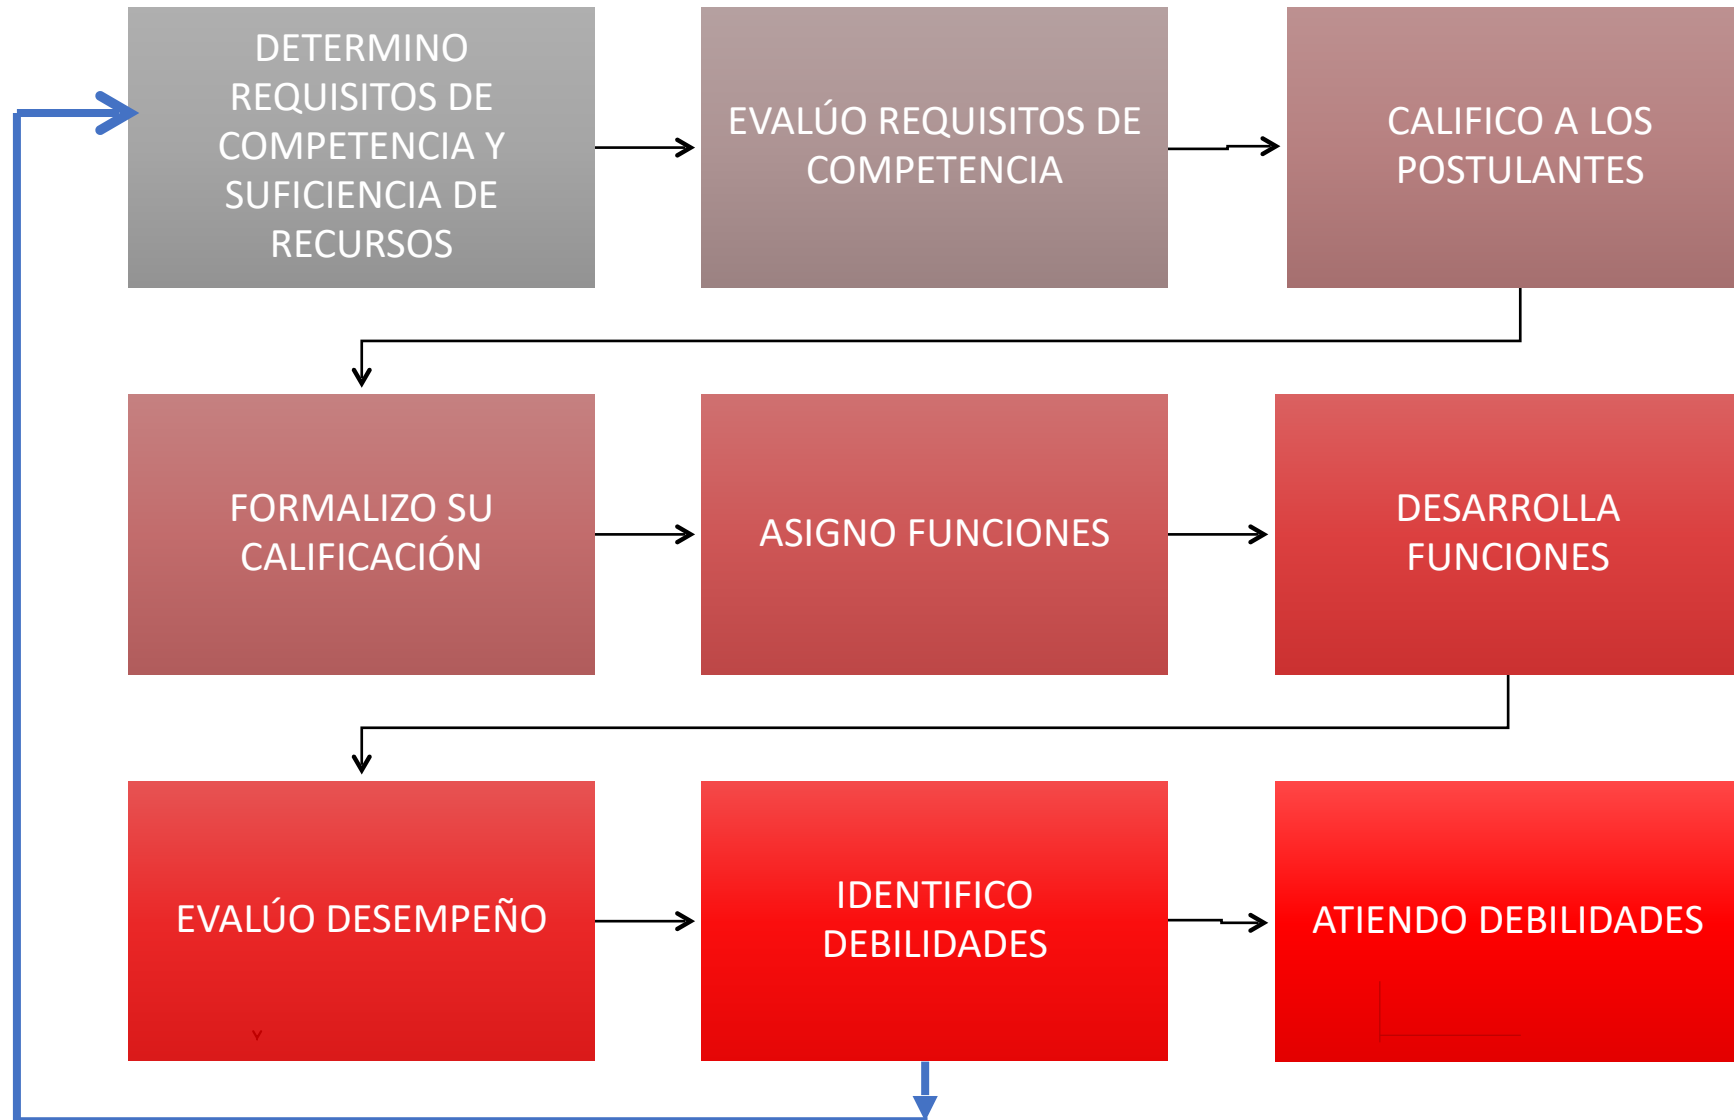 DETERMINO
REQUISITOS DE
COMPETENCIA Y
SUFICIENCIA DE
RECURSOS
EVALÚO REQUISITOS DE
COMPETENCIA
CALIFICO A LOS
POSTULANTES
FORMALIZO SU
CALIFICACIÓN
ASIGNO FUNCIONES
DESARROLLA
FUNCIONES
EVALÚO DESEMPEÑO
IDENTIFICO
DEBILIDADES
ATIENDO DEBILIDADES